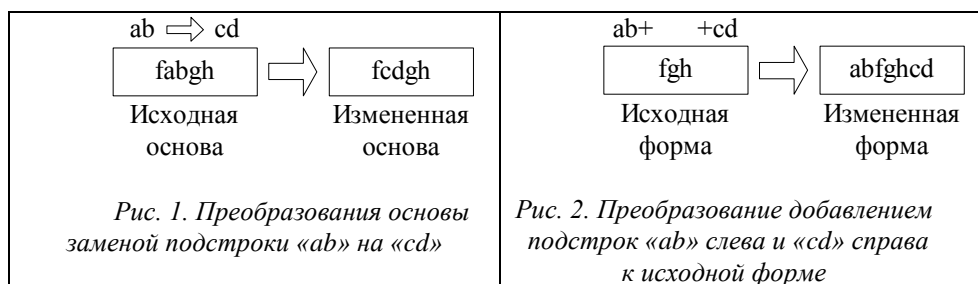 ab ⇒ cd
fabgh
fcdgh
Исходная
основа
Измененная
основа
Рис. 1. Преобразования основы
заменой подстроки «ab» на «cd»
ab+ +cd
fgh
abfghcd
Исходная
форма
Измененная
форма
Рис. 2. Преобразование добавлением
подстрок «ab» слева и «cd» справа
к исходной форме